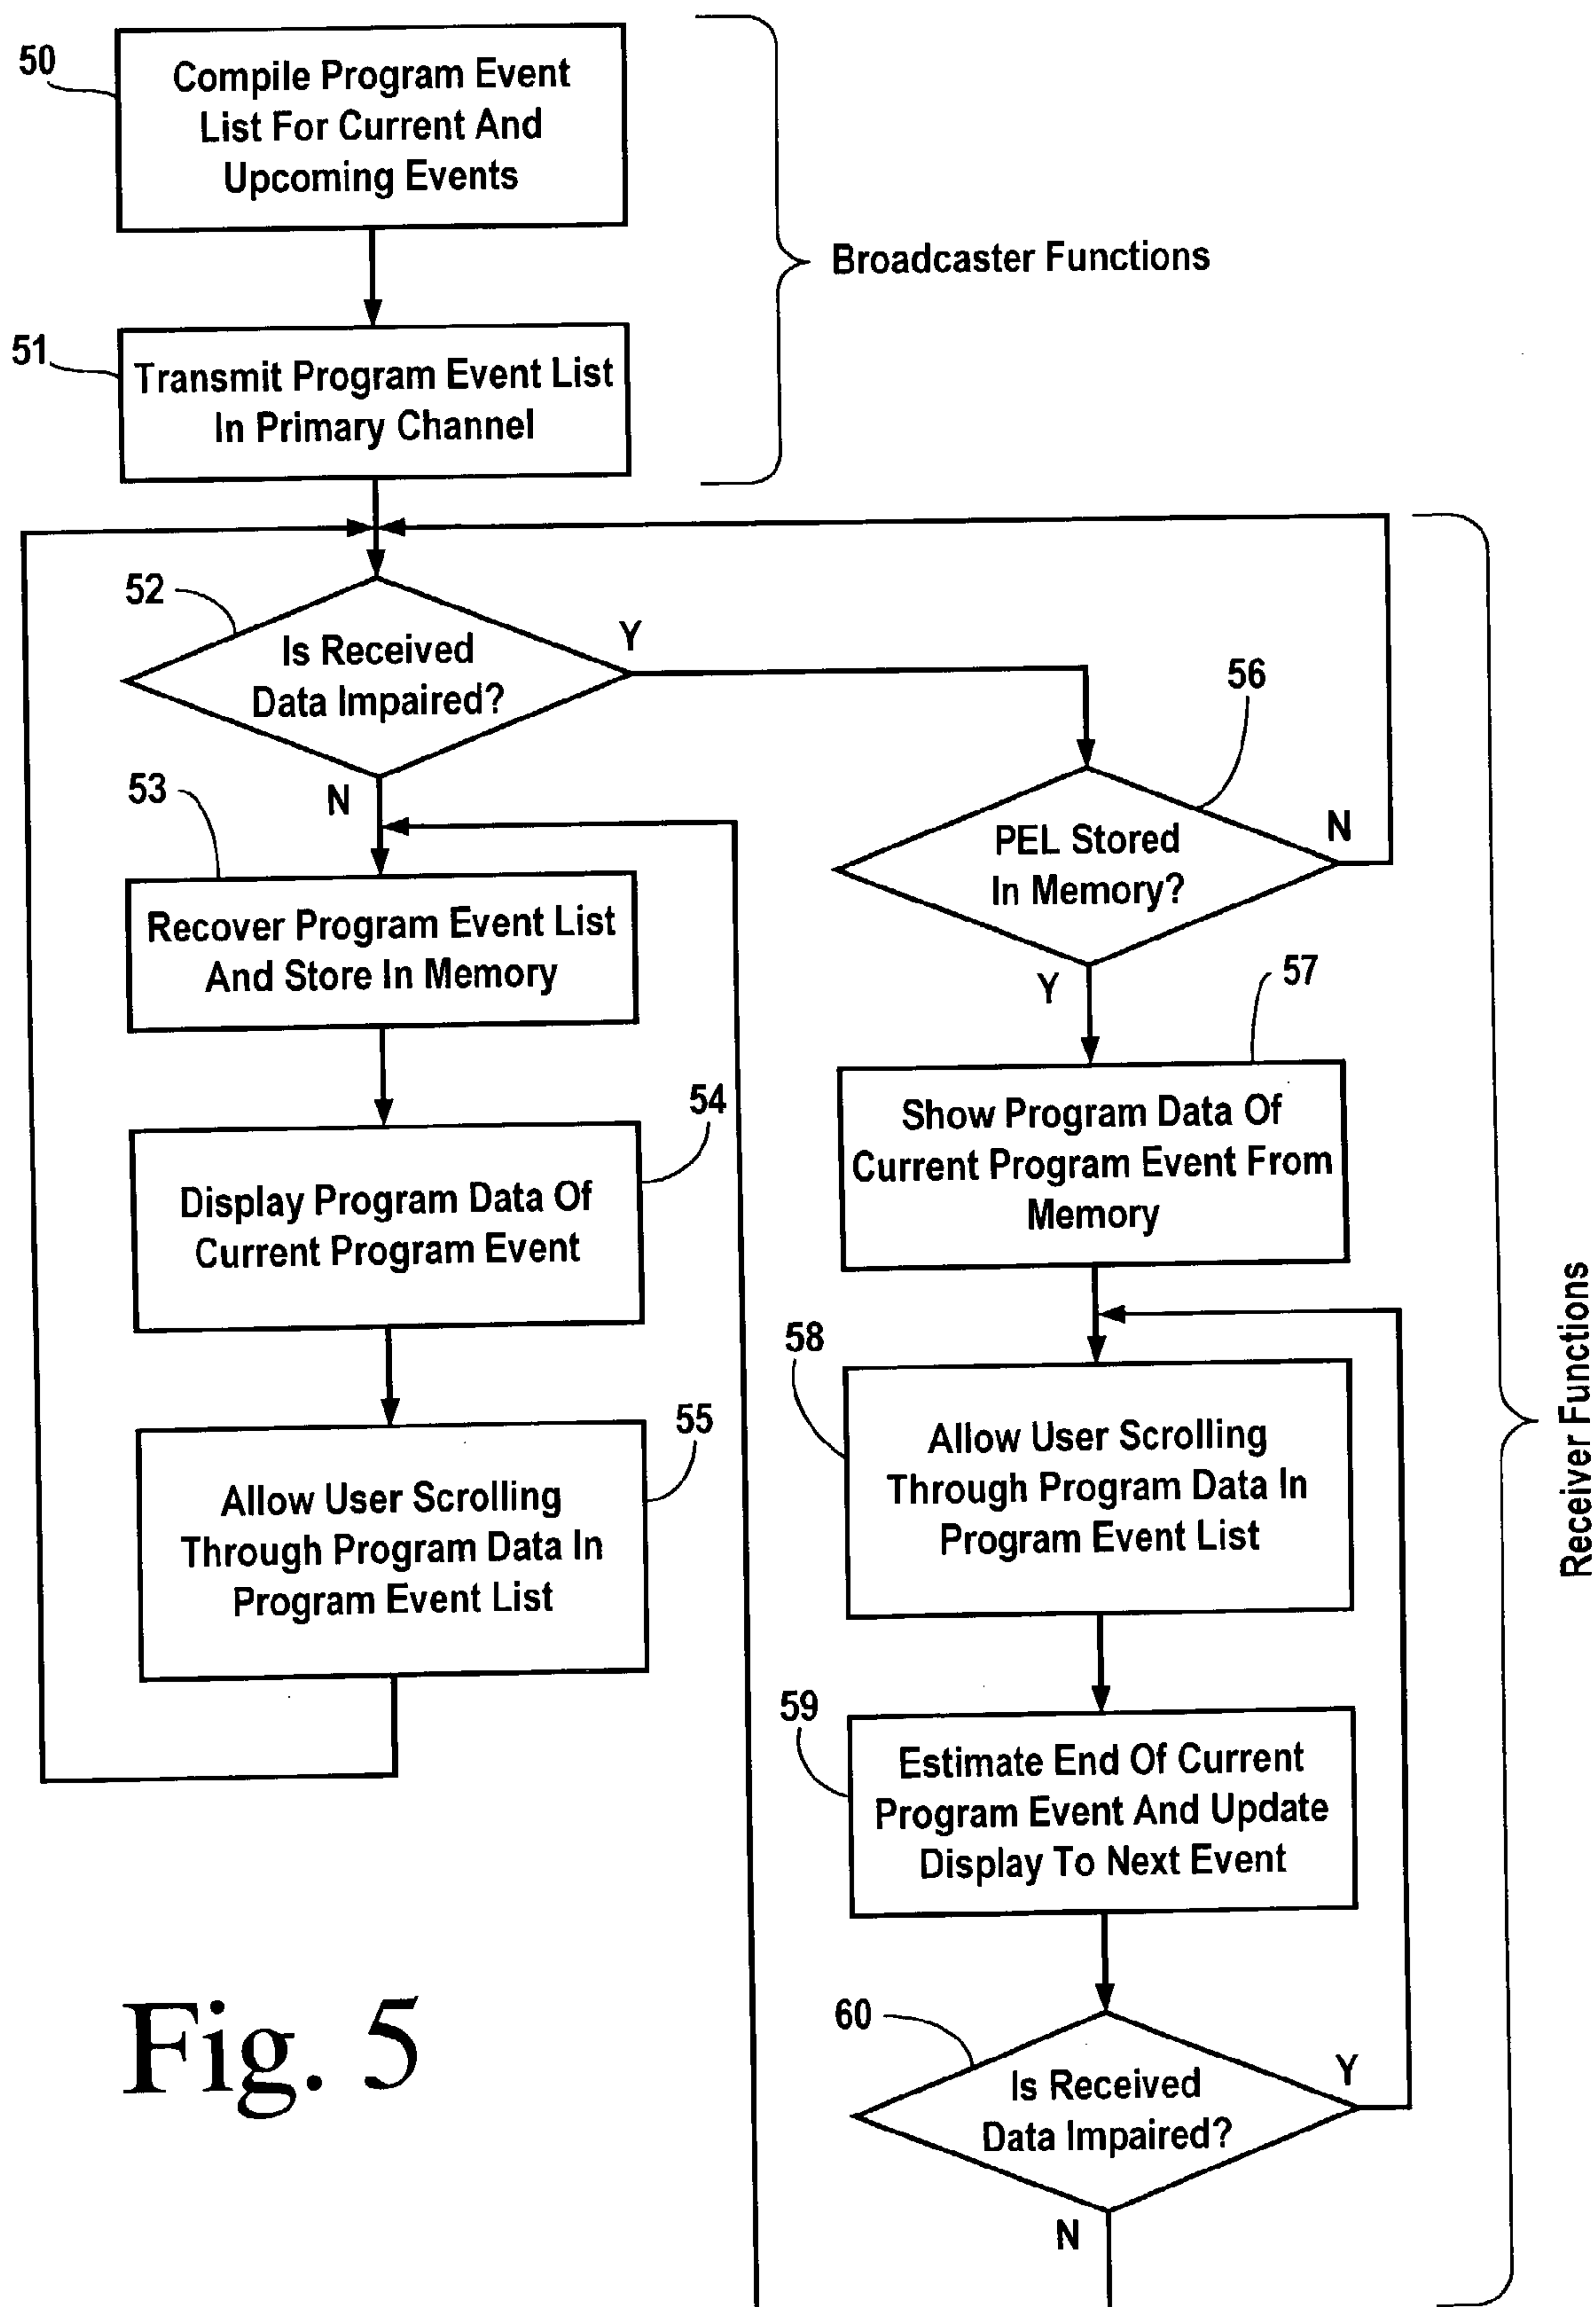 50
Compile Program Event
List For Current And
Upcoming Events
Broadcaster Functions
51
Transmit Program Event List
In Primary Channel
52
Is Received
Data Impaired?
Y
N
53
Recover Program Event List
And Store In Memory
54
Display Program Data Of
Current Program Event
55
Allow User Scrolling
Through Program Data In
Program Event List
56
PEL Stored
In Memory?
N
Y
57
Show Program Data Of
Current Program Event From
Memory
58
Allow User Scrolling
Through Program Data In
Program Event List
59
Estimate End Of Current
Program Event And Update
Display To Next Event
60
Is Received
Data Impaired?
Y
N
Receiver Functions
Fig. 5